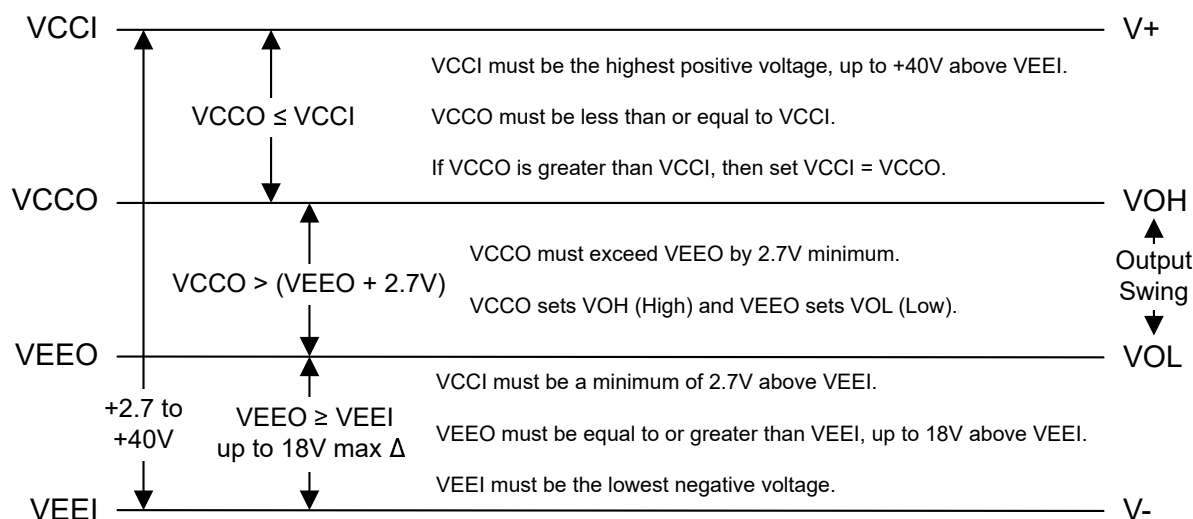 VCCI
V+
VCCI must be the highest positive voltage, up to +40V above VEEI.
VCCO ≤ VCCI
VCCO must be less than or equal to VCCI.
If VCCO is greater than VCCI, then set VCCI = VCCO.
VCCO
VOH
VCCO must exceed VEEO by 2.7V minimum.
VCCO > (VEEO + 2.7V)
Output
Swing
VCCO sets VOH (High) and VEEO sets VOL (Low).
VEEO
VOL
VCCI must be a minimum of 2.7V above VEEI.
+2.7 to
+40V
VEEO ≥ VEEI
up to 18V max Δ
VEEO must be equal to or greater than VEEI, up to 18V above VEEI.
VEEI must be the lowest negative voltage.
VEEI
V-